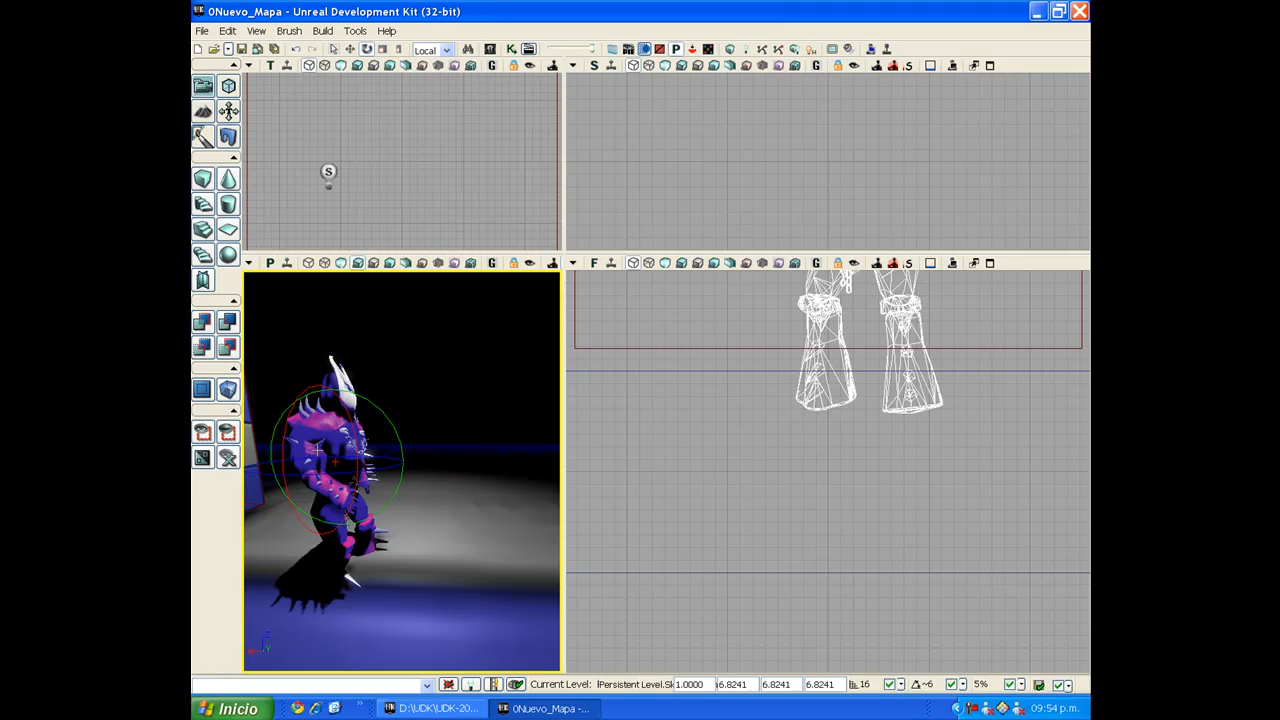 0Nuevo_Mapa - Unreal Development Kit (32-bit)
File Edit View Brush Build Tools Help
Local
K P
T G
S G S
S
P G
F G S
Z
Y
Current Level: (Persistent Level.Sk 1.0000 6.8241 6.8241 6.8241 16 ~6 5%
Inicio D:\UDK\UDK-20... 0Nuevo_Mapa -... 09:54 p.m.